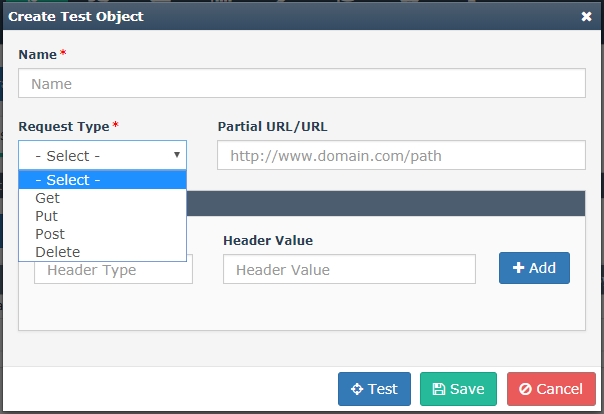 Create Test Object
Name *
Name
Request Type * Partial URL/URL
- Select - http://www.domain.com/path
- Select -
Get
Put
Post
Delete
Header Value
Header Type Header Value Add
Test Save Cancel